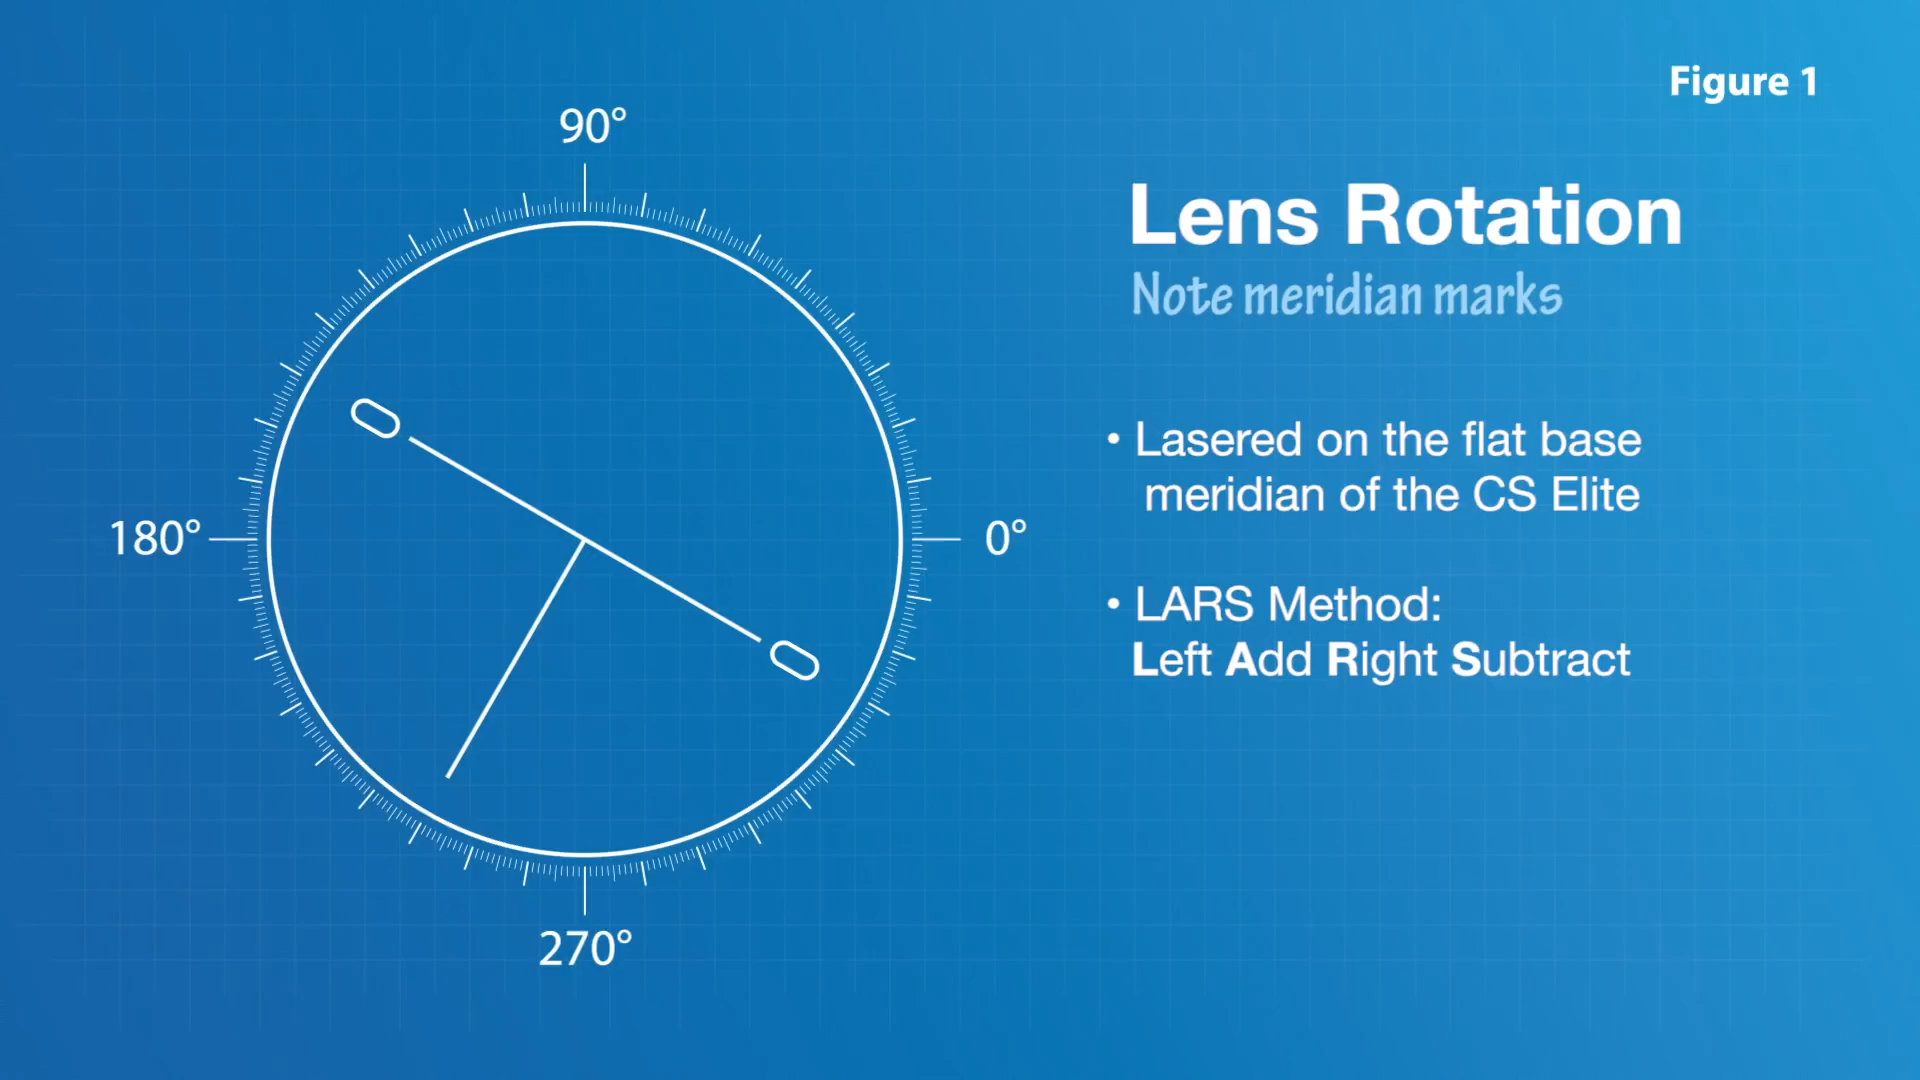 Figure 1
90°
180°
0°
270°
Lens Rotation
Note meridian marks
• Lasered on the flat base
meridian of the CS Elite
• LARS Method:
Left Add Right Subtract